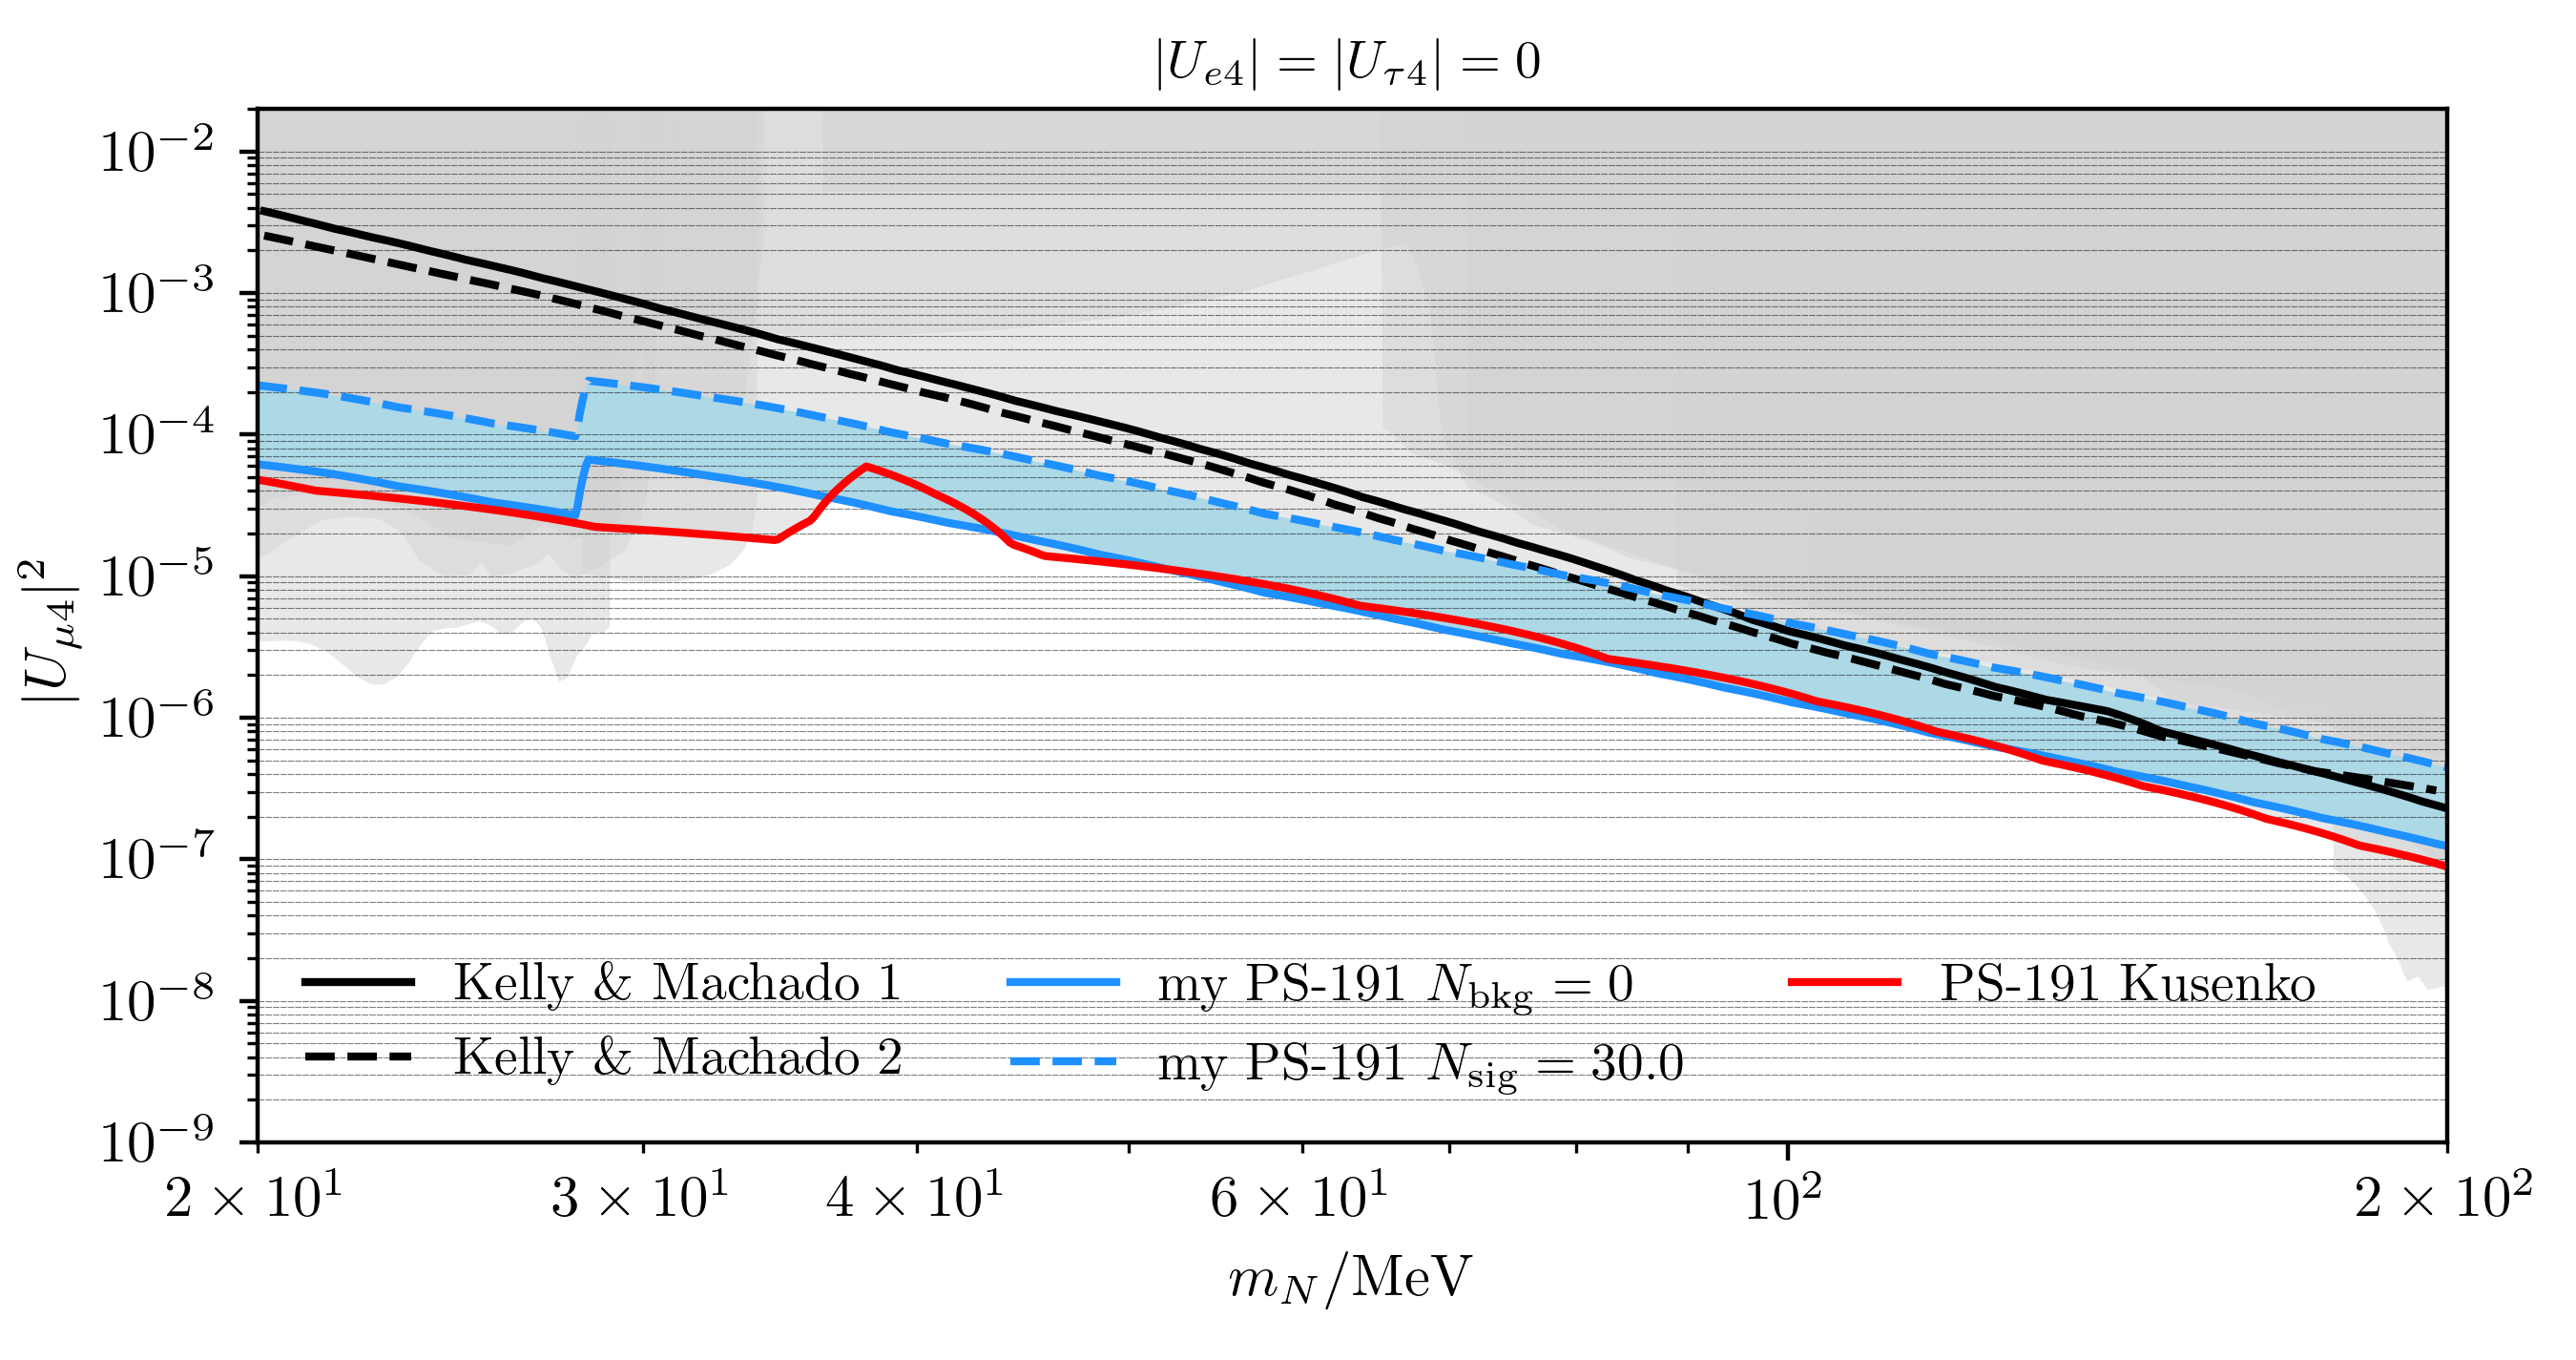 |U_{e4}| = |U_{τ4}| = 0
|U_{μ4}|^2
10^{-2}
10^{-3}
10^{-4}
10^{-5}
10^{-6}
10^{-7}
10^{-8}
10^{-9}
Kelly & Machado 1
Kelly & Machado 2
my PS-191 N_{bkg} = 0
my PS-191 N_{sig} = 30.0
PS-191 Kusenko
2 × 10^1 3 × 10^1 4 × 10^1 6 × 10^1 10^2 2 × 10^2
m_N/MeV